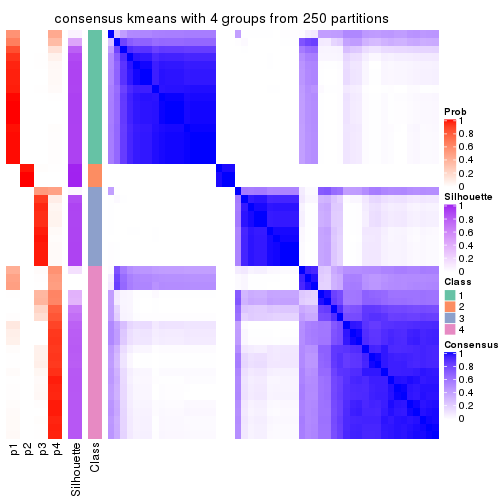 consensus kmeans with 4 groups from 250 partitions
Prob
1
0.8
0.6
0.4
0.2
0
Silhouette
1
0.8
0.6
0.4
0.2
0
Class
1
2
3
4
Consensus
1
0.8
0.6
0.4
0.2
0
p1
p2
p3
p4
Silhouette
Class